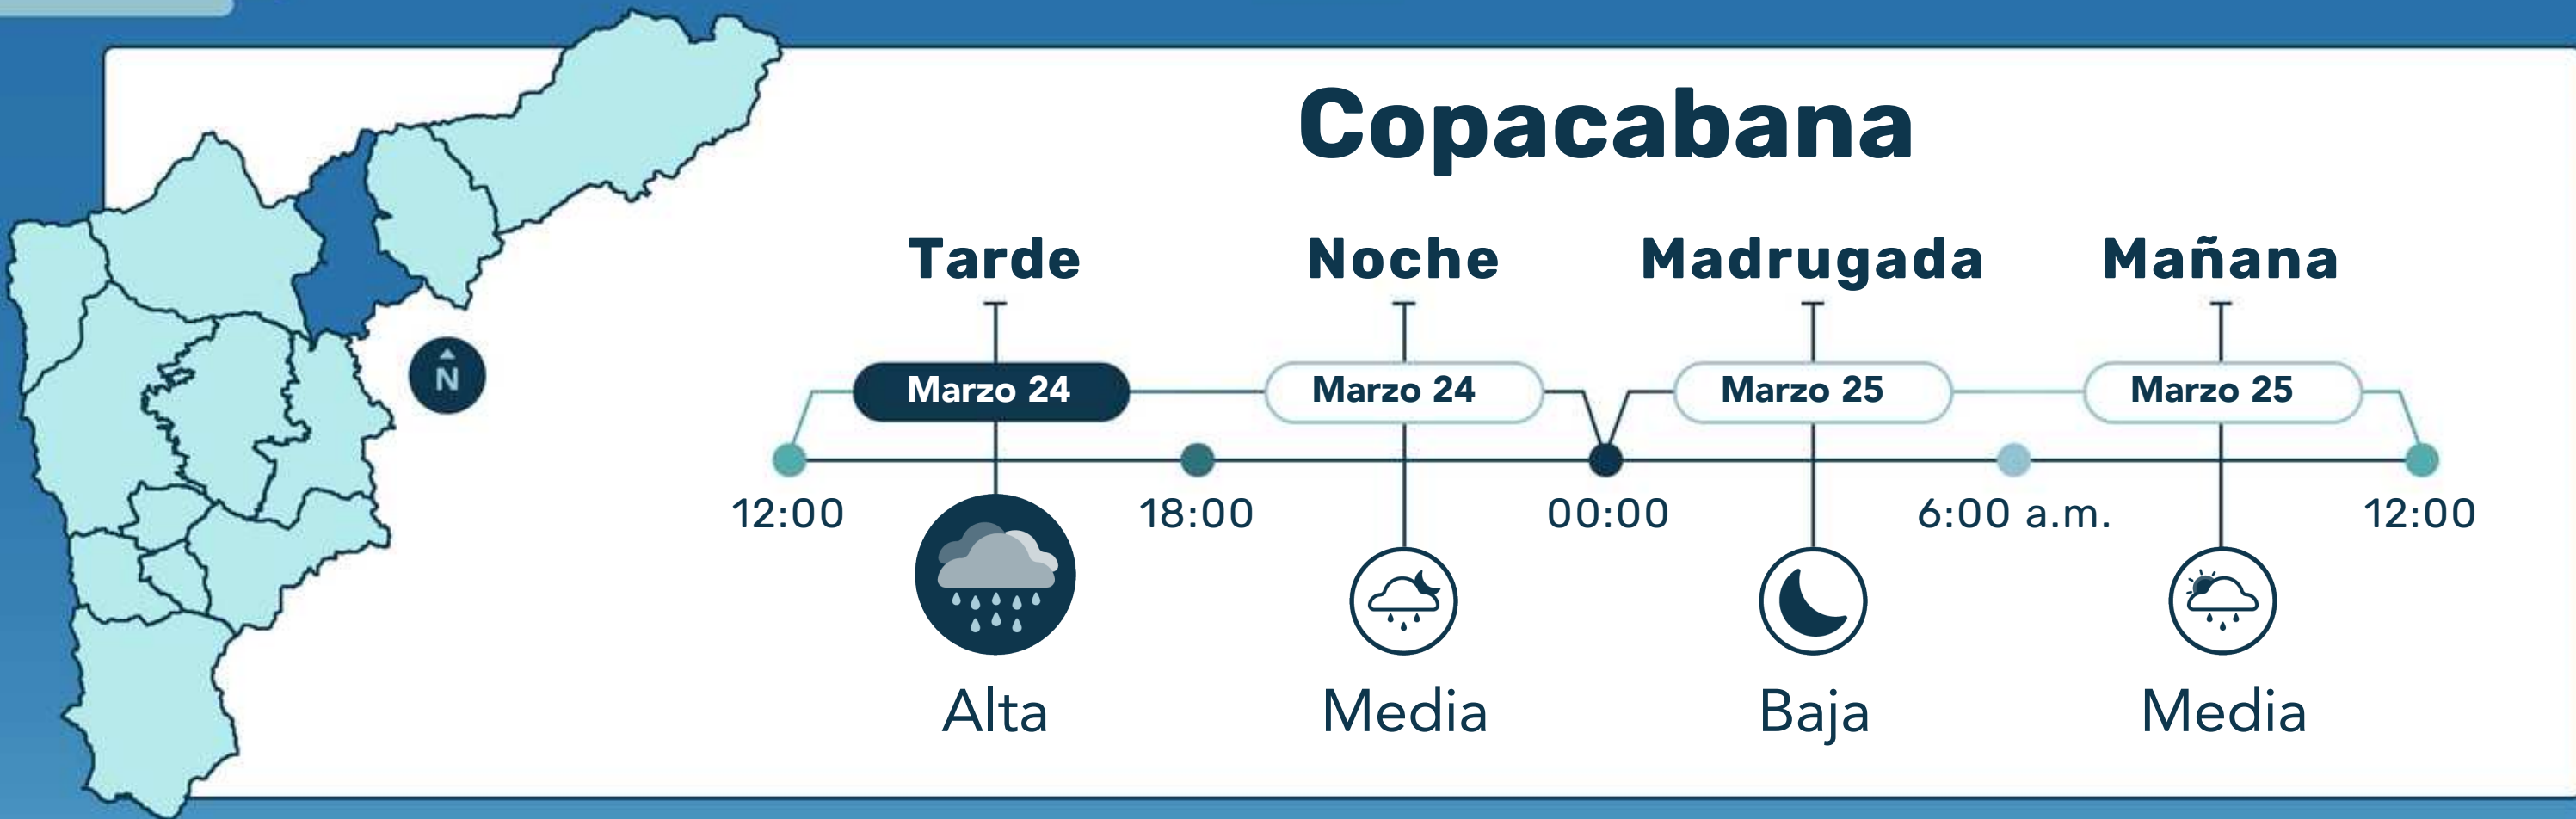 Copacabana
Tarde Noche Madrugada Mañana
N
Marzo 24 Marzo 24 Marzo 25 Marzo 25
12:00 18:00 00:00 6:00 a.m. 12:00
Alta Media Baja Media